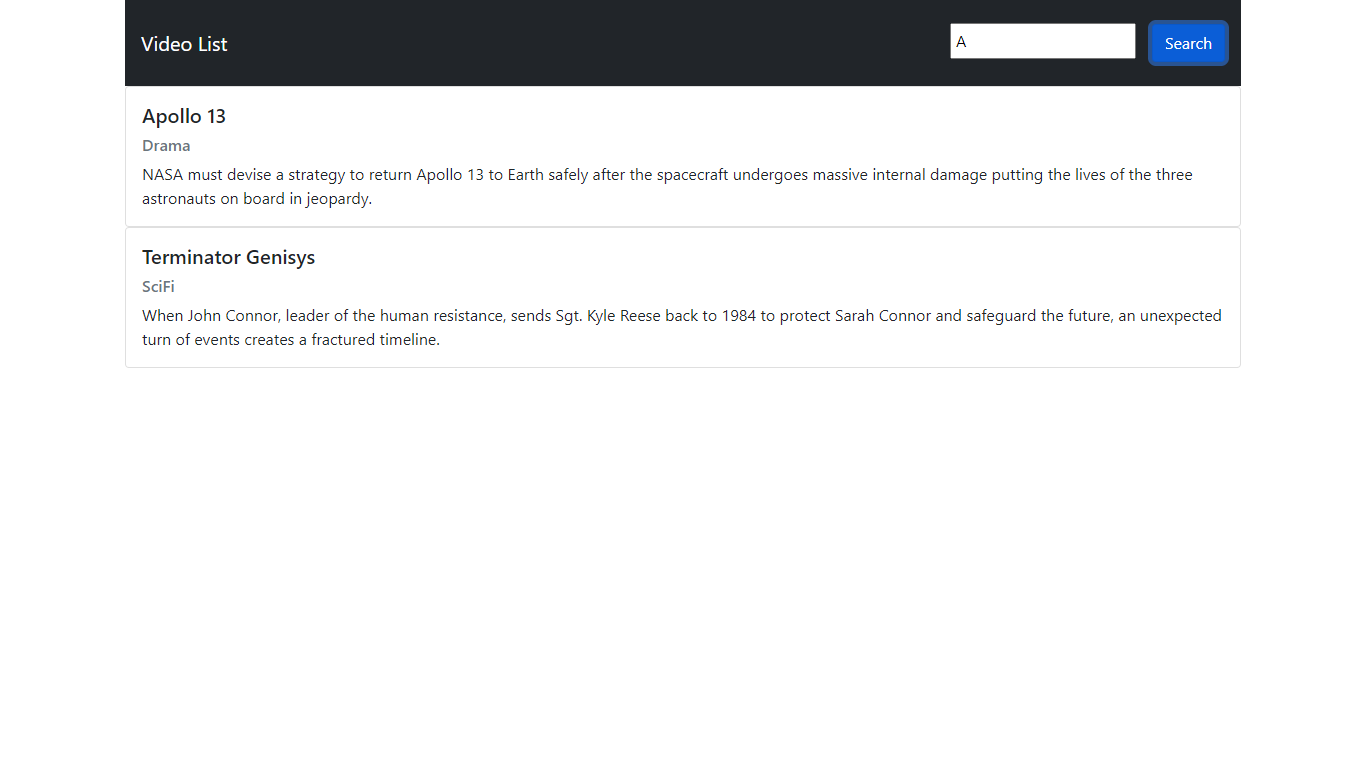 Video List
A
Search
Apollo 13
Drama
NASA must devise a strategy to return Apollo 13 to Earth safely after the spacecraft undergoes massive internal damage putting the lives of the three
astronauts on board in jeopardy.
Terminator Genisys
SciFi
When John Connor, leader of the human resistance, sends Sgt. Kyle Reese back to 1984 to protect Sarah Connor and safeguard the future, an unexpected
turn of events creates a fractured timeline.